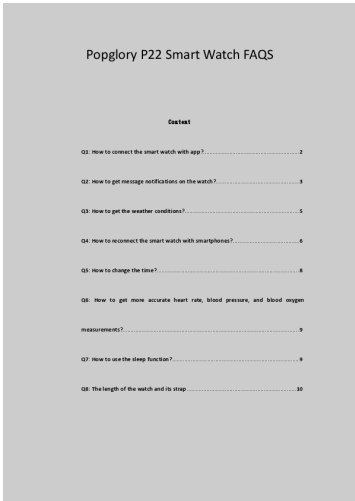 Popglory P22 Smart Watch FAQS
Context
Q1: How to connect the smart watch with app?............................................2
Q2: How to get message notifications on the watch?............................................3
Q3: How to get the weather conditions?............................................5
Q4: How to reconnect the smart watch with smartphones?............................................6
Q5: How to change the time?............................................8
Q6: How to get more accurate heart rate, blood pressure, and blood oxygen
measurements?............................................9
Q7: How to use the sleep function?............................................9
Q8: The length of the watch and its strap............................................10